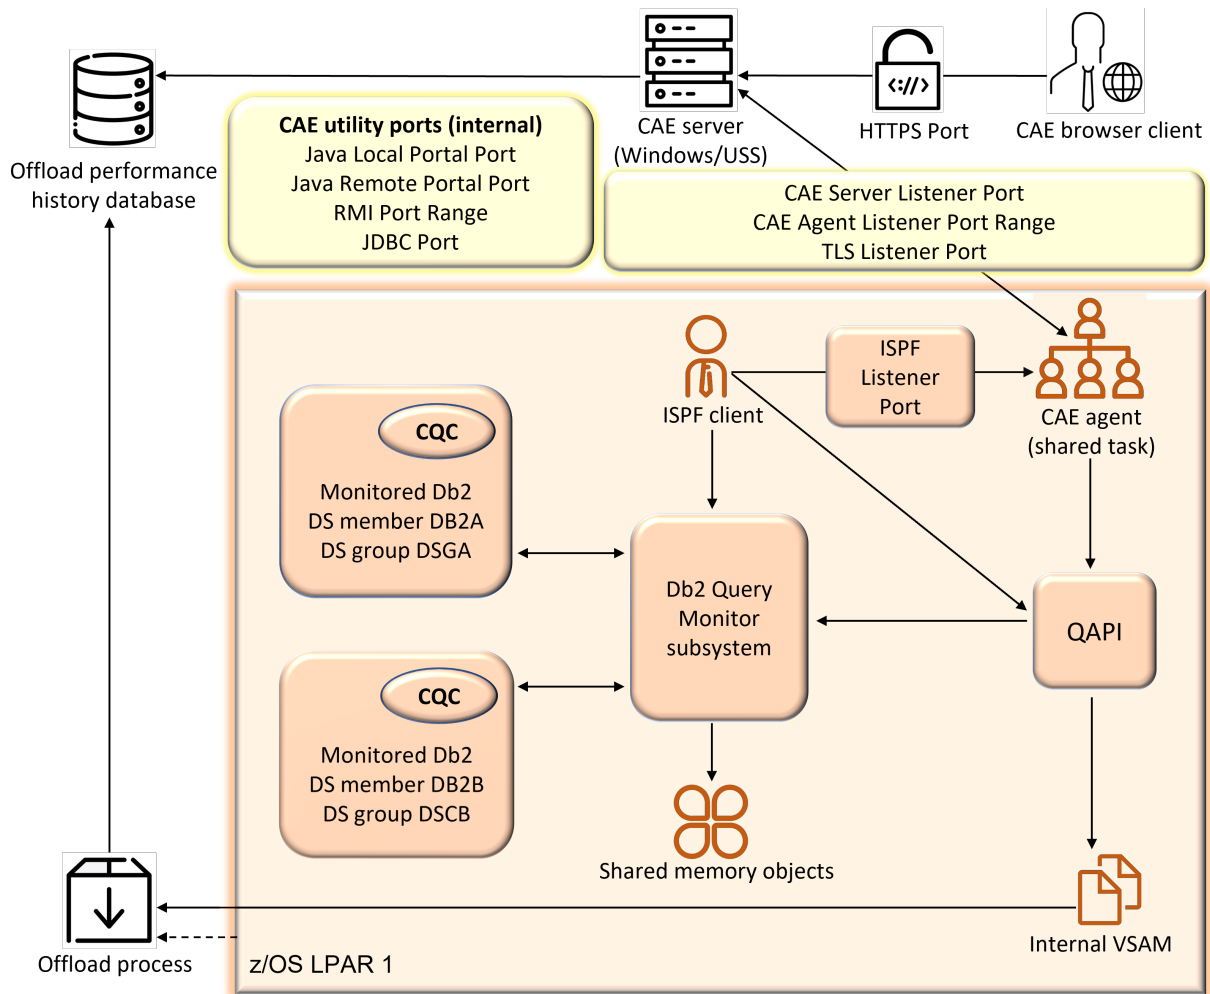 <://>
CAE server
(Windows/USS)
HTTPS Port
CAE browser client
Offload performance
history database
CAE utility ports (internal)
Java Local Portal Port
Java Remote Portal Port
RMI Port Range
JDBC Port
CAE Server Listener Port
CAE Agent Listener Port Range
TLS Listener Port
ISPF client
ISPF
Listener
Port
CAE agent
(shared task)
CQC
Monitored Db2
DS member DB2A
DS group DSGA
Db2 Query
Monitor
subsystem
QAPI
CQC
Monitored Db2
DS member DB2B
DS group DSCB
Shared memory objects
Internal VSAM
Offload process
z/OS LPAR 1